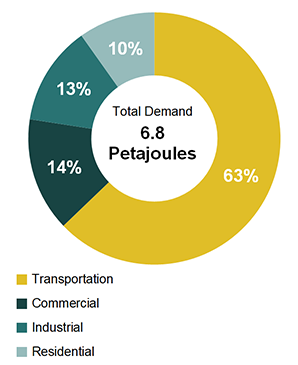 10%
13%
14%
63%
Total Demand
6.8
Petajoules
Transportation
Commercial
Industrial
Residential